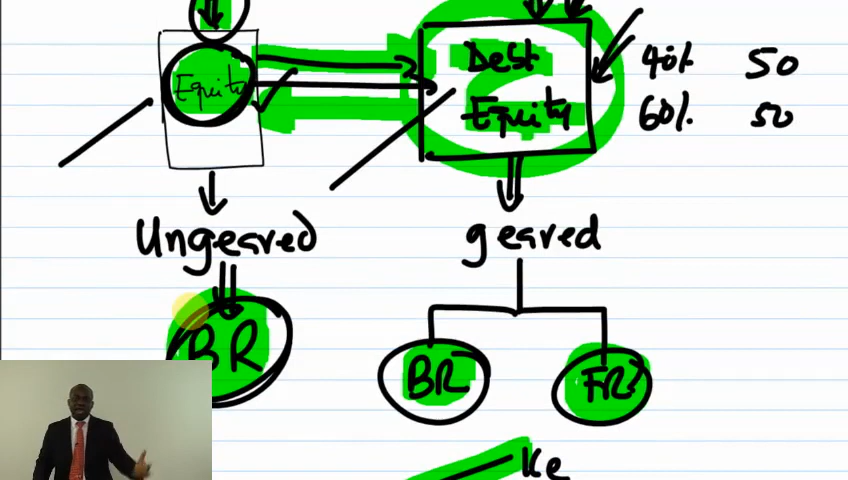 Equity
Debt 40% 50
Equity 60% 50
Ungeared geared
BR
BR FR
Ke